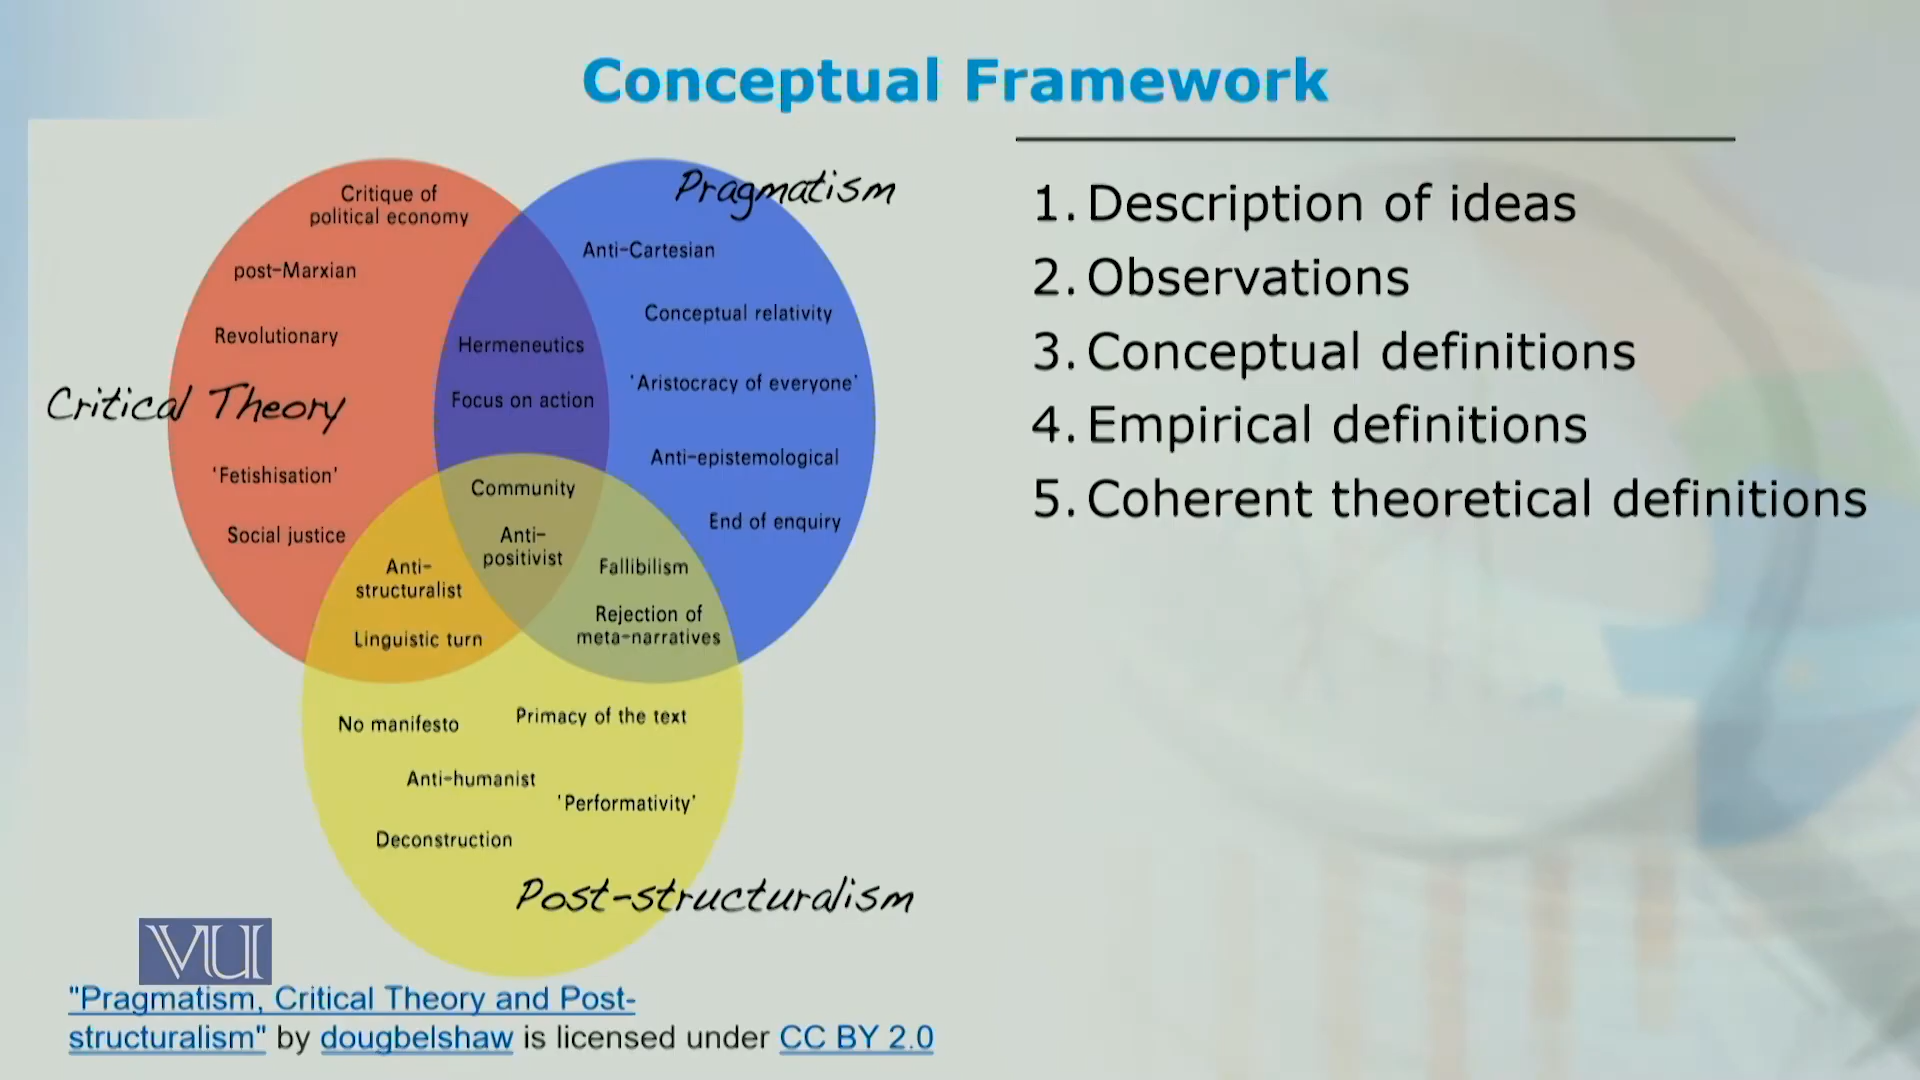 Conceptual Framework
Critique of
political economy
post-Marxian
Revolutionary
Critical Theory
'Fetishisation'
Social justice
Pragmatism
Anti-Cartesian
Conceptual relativity
'Aristocracy of everyone'
Anti-epistemological
End of enquiry
Hermeneutics
Focus on action
Community
Anti-
positivist
Anti-
structuralist
Linguistic turn
Fallibilism
Rejection of
meta-narratives
No manifesto
Primacy of the text
Anti-humanist
'Performativity'
Deconstruction
Post-structuralism
1. Description of ideas
2. Observations
3. Conceptual definitions
4. Empirical definitions
5. Coherent theoretical definitions
VU
"Pragmatism, Critical Theory and Post-
structuralism" by dougbelshaw is licensed under CC BY 2.0